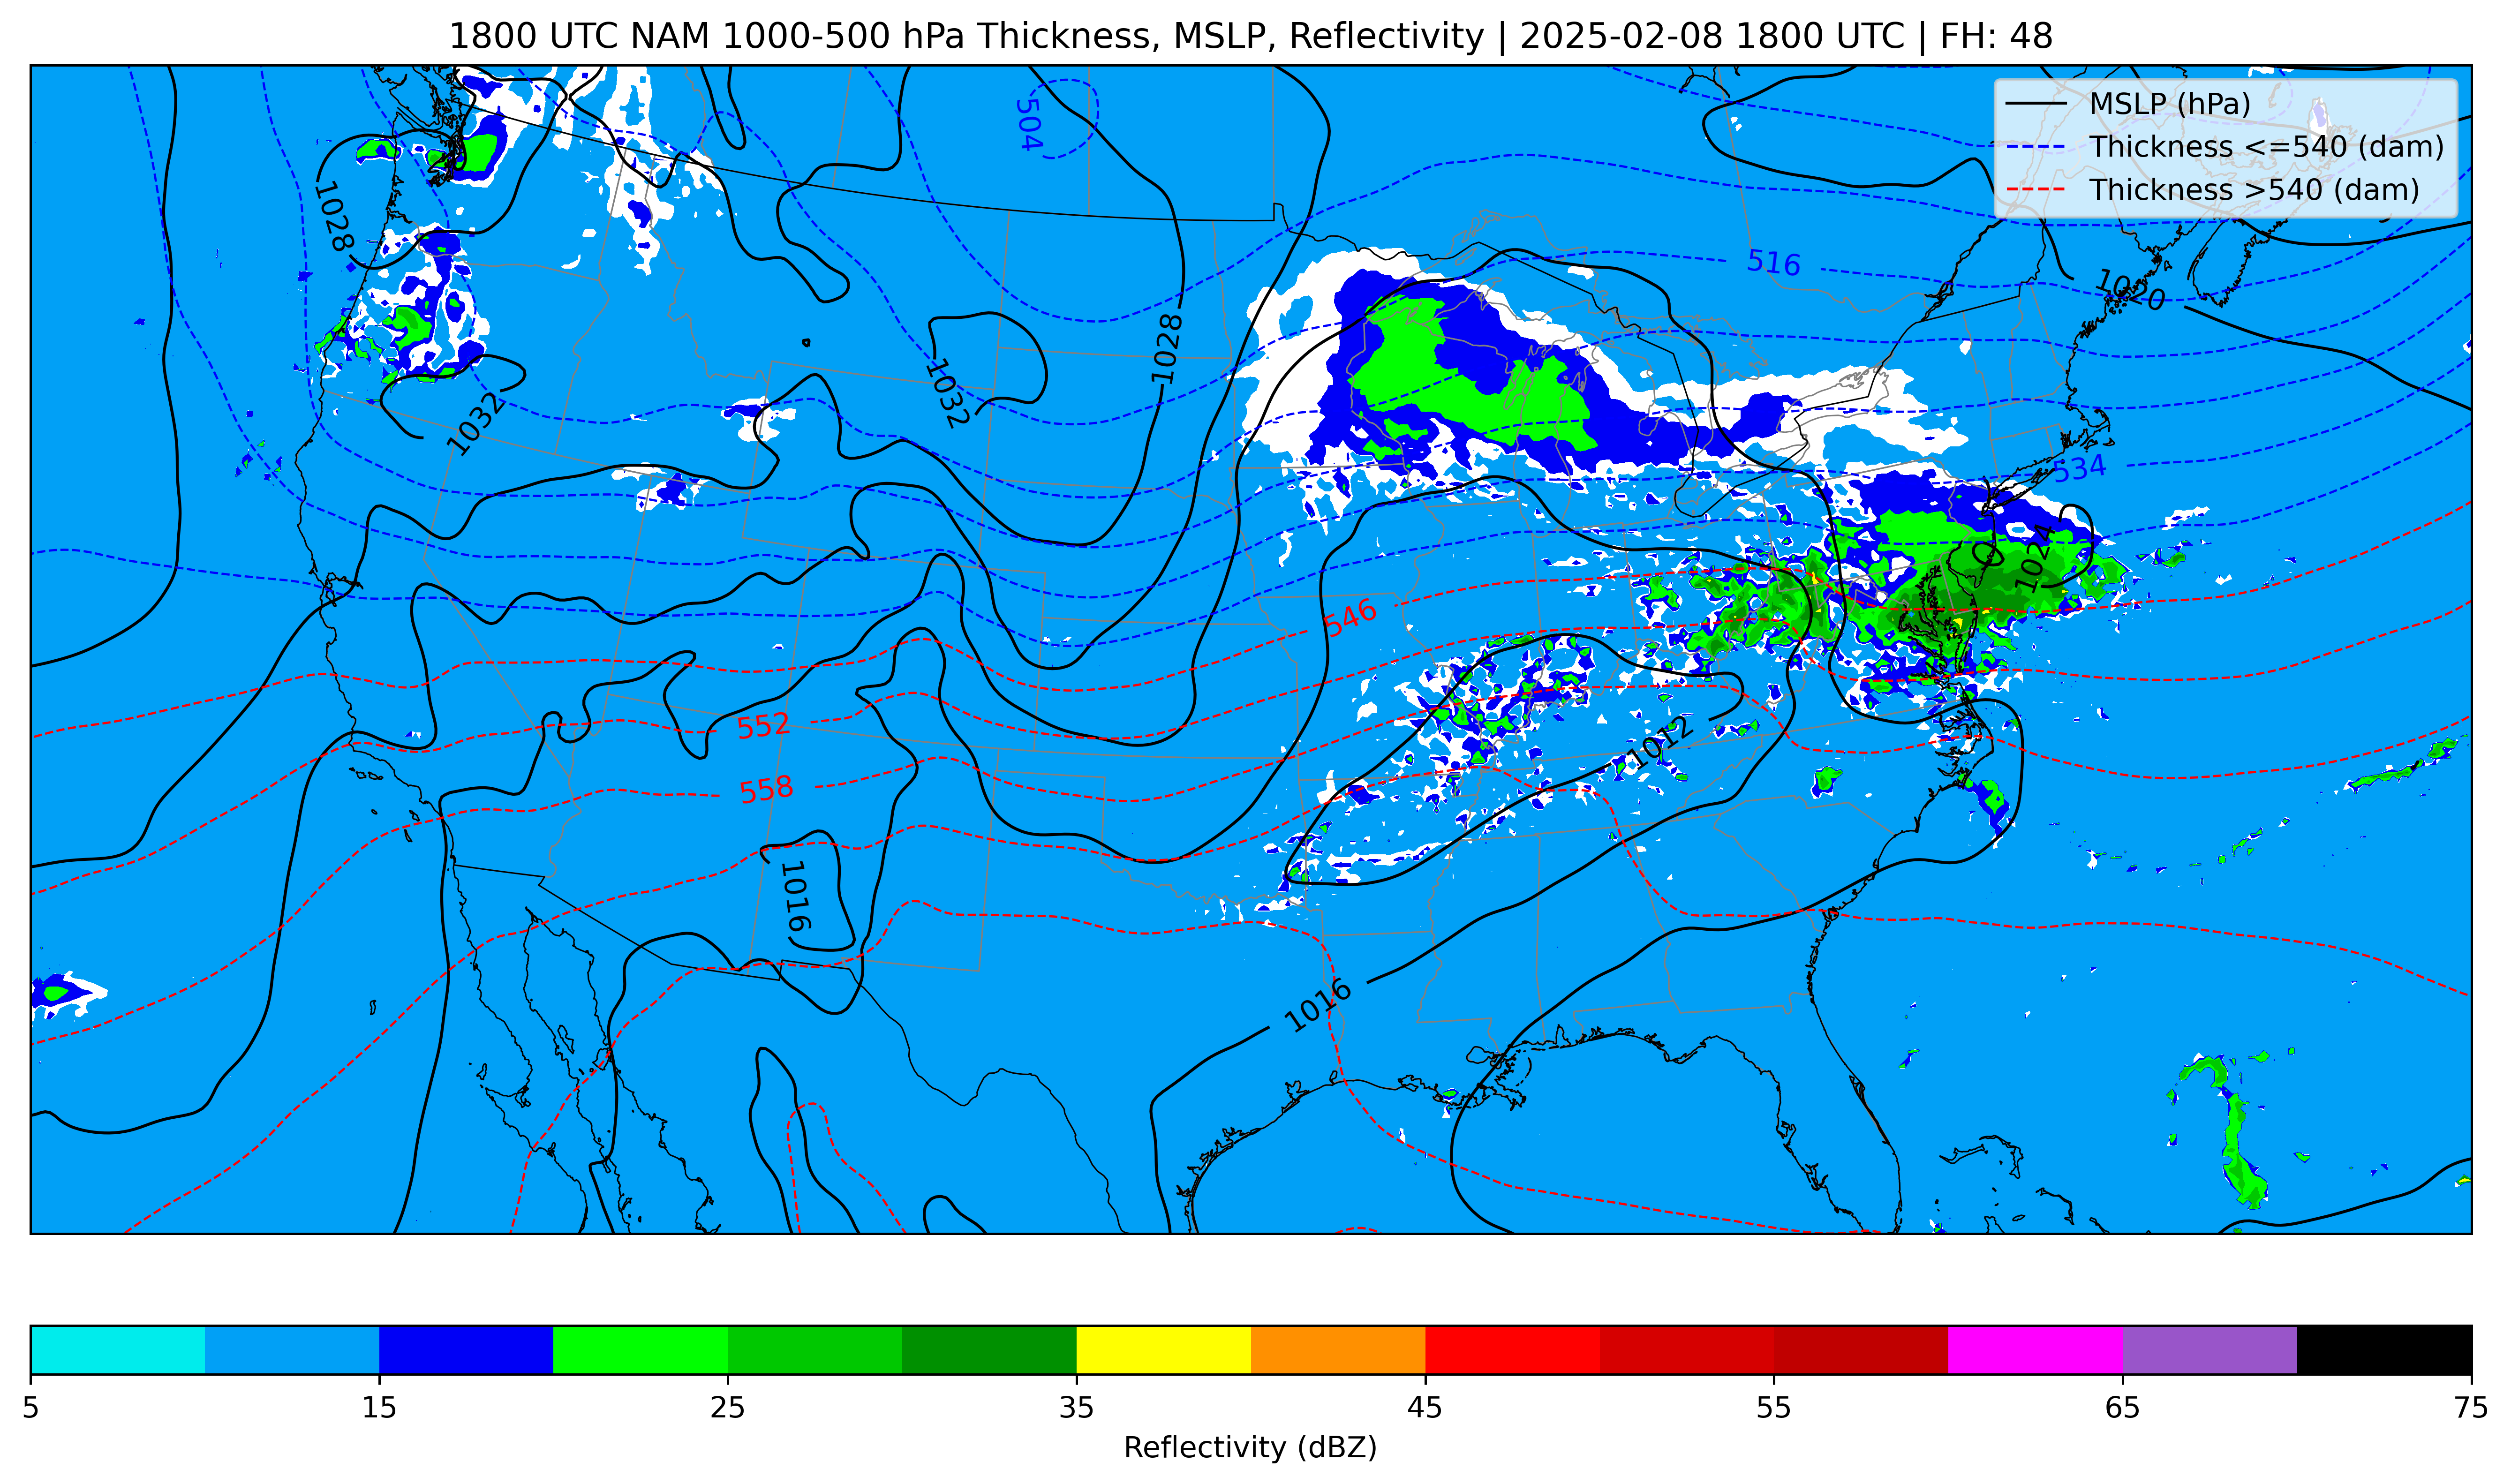 1800 UTC NAM 1000-500 hPa Thickness, MSLP, Reflectivity | 2025-02-08 1800 UTC | FH: 48
MSLP (hPa)
Thickness <=540 (dam)
Thickness >540 (dam)
504
1028
516
1020
1028
1032
1032
534
1024
546
552
1012
558
1016
1016
5 15 25 35 45 55 65 75
Reflectivity (dBZ)